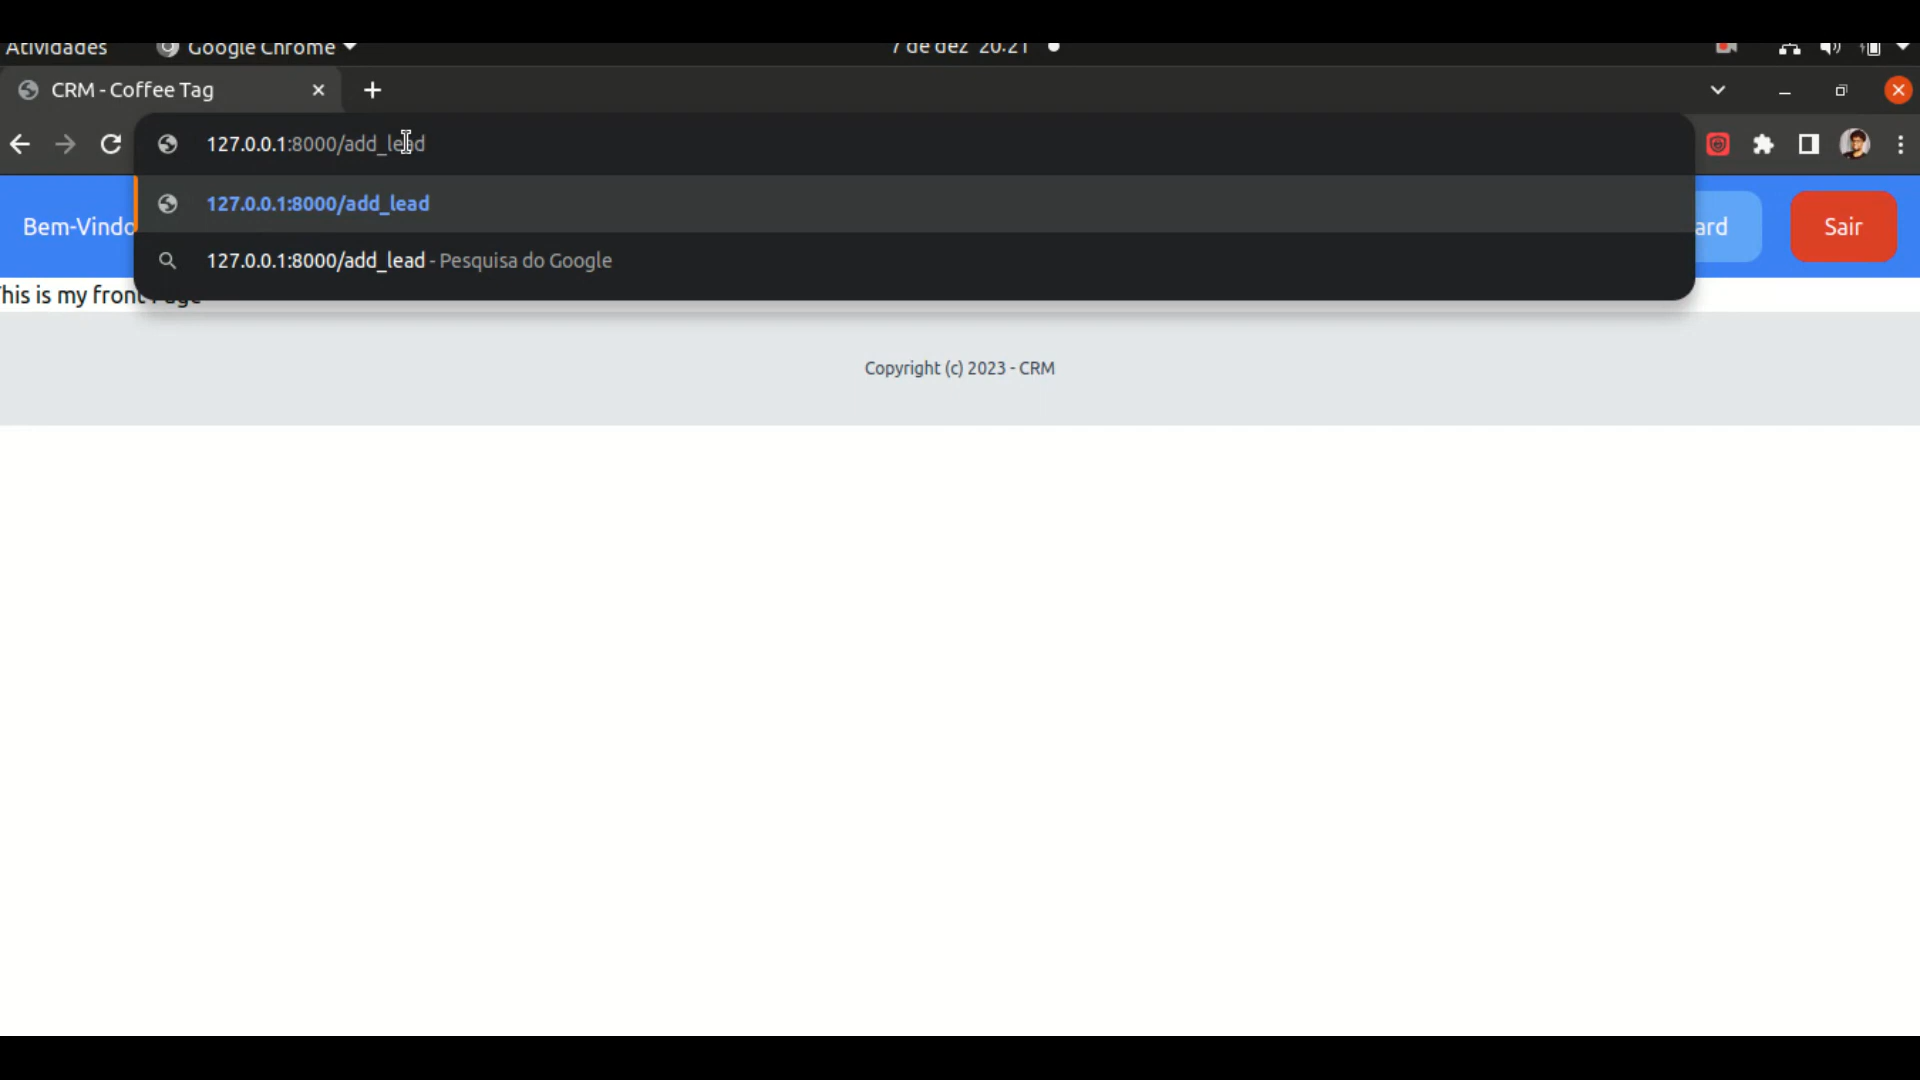 Atividades Google Chrome 7 de dez 20:21
CRM - Coffee Tag
127.0.0.1:8000/add_lead
127.0.0.1:8000/add_lead
Bem-Vindo ard Sair
127.0.0.1:8000/add_lead - Pesquisa do Google
his is my front
Copyright (c) 2023 - CRM